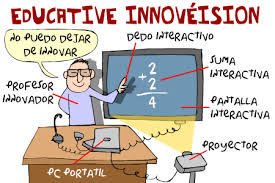 EDUCATIVE INNOVÉISION
NO PUEDO DEJAR
DE INNOVAR
DEDO INTERACTIVO
PROFESOR
INNOVADOR
2
+ 2
4
SUMA
INTERACTIVA
PANTALLA
INTERACTIVA
PROYECTOR
PC PORTATIL